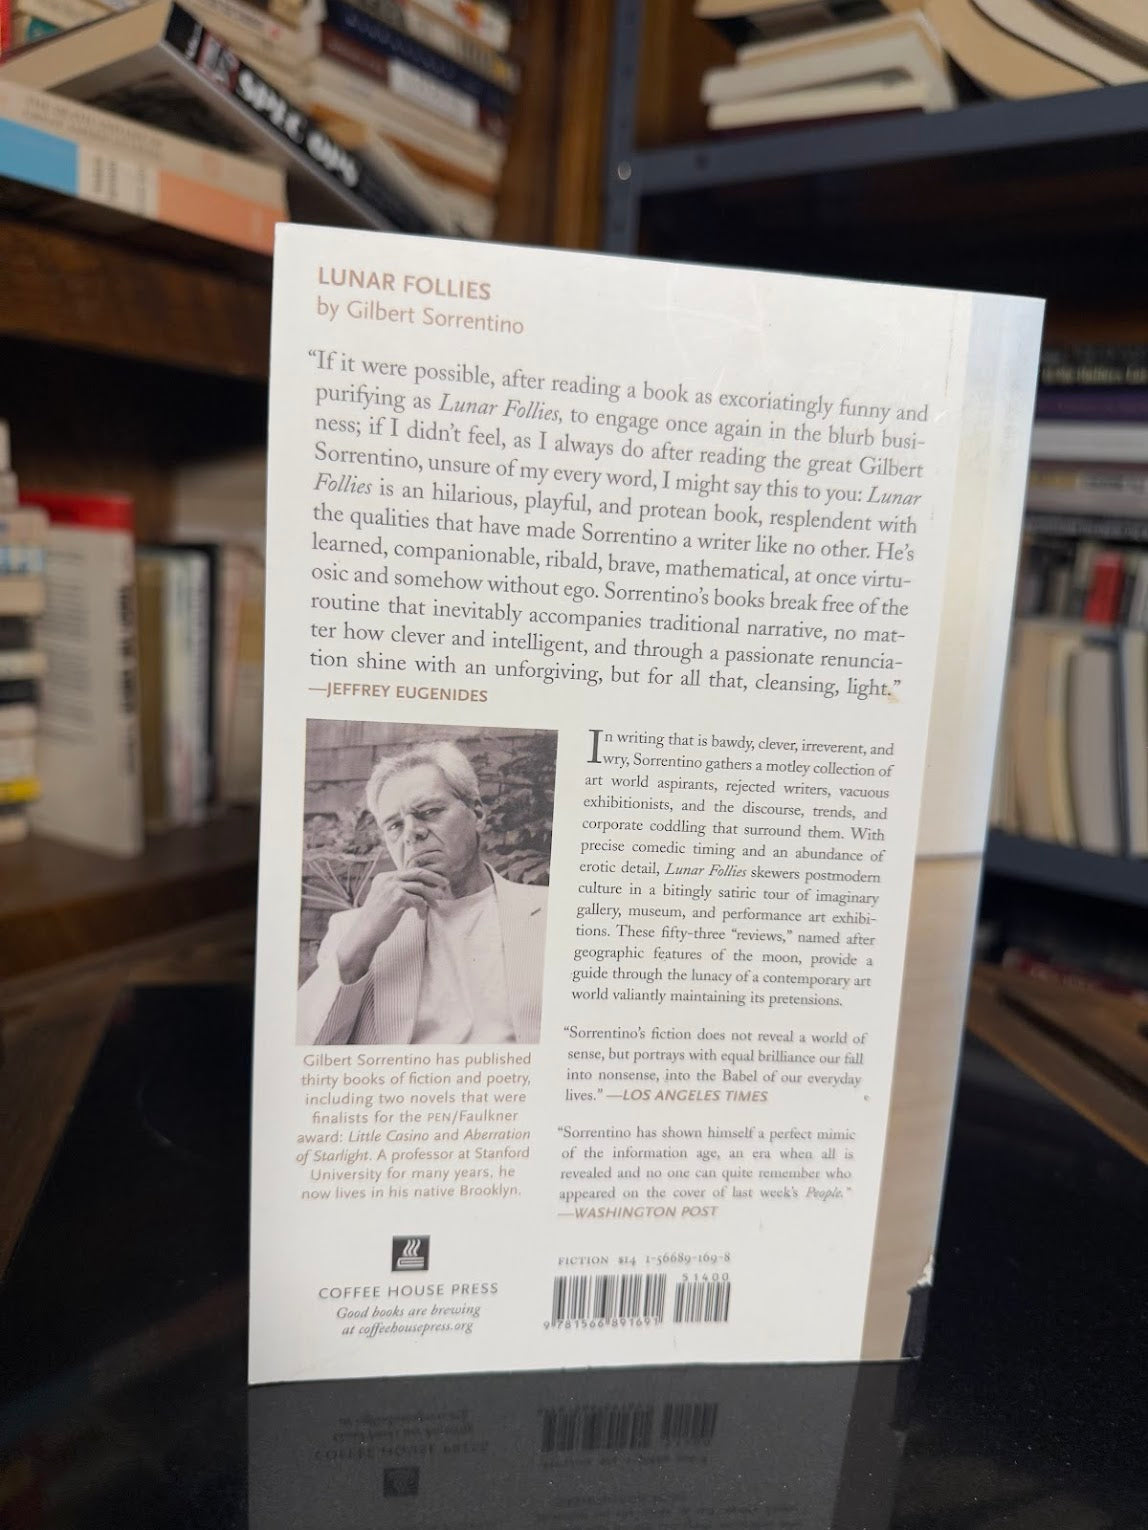 SPEC OPS
LUNAR FOLLIES
by Gilbert Sorrentino
“If it were possible, after reading a book as excoriatingly funny and
purifying as Lunar Follies, to engage once again in the blurb busi-
ness; if I didn’t feel, as I always do after reading the great Gilbert
Sorrentino, unsure of my every word, I might say this to you: Lunar
Follies is an hilarious, playful, and protean book, resplendent with
the qualities that have made Sorrentino a writer like no other. He’s
learned, companionable, ribald, brave, mathematical, at once virtu-
osic and somehow without ego. Sorrentino’s books break free of the
routine that inevitably accompanies traditional narrative, no mat-
ter how clever and intelligent, and through a passionate renuncia-
tion shine with an unforgiving, but for all that, cleansing, light.”
—JEFFREY EUGENIDES
In writing that is bawdy, clever, irreverent, and
wry, Sorrentino gathers a motley collection of
art world aspirants, rejected writers, vacuous
exhibitionists, and the discourse, trends, and
corporate coddling that surround them. With
precise comedic timing and an abundance of
erotic detail, Lunar Follies skewers postmodern
culture in a bitingly satiric tour of imaginary
gallery, museum, and performance art exhibi-
tions. These fifty-three “reviews,” named after
geographic features of the moon, provide a
guide through the lunacy of a contemporary art
world valiantly maintaining its pretensions.
“Sorrentino’s fiction does not reveal a world of
sense, but portrays with equal brilliance our fall
into nonsense, into the Babel of our everyday
lives.” —LOS ANGELES TIMES
“Sorrentino has shown himself a perfect mimic
of the information age, an era when all is
revealed and no one can quite remember who
appeared on the cover of last week’s People.”
—WASHINGTON POST
Gilbert Sorrentino has published
thirty books of fiction and poetry,
including two novels that were
finalists for the PEN/Faulkner
award: Little Casino and Aberration
of Starlight. A professor at Stanford
University for many years, he
now lives in his native Brooklyn.
COFFEE HOUSE PRESS
Good books are brewing
at coffeehousepress.org
FICTION $14 1-56689-169-8
51400
9 781566 891691